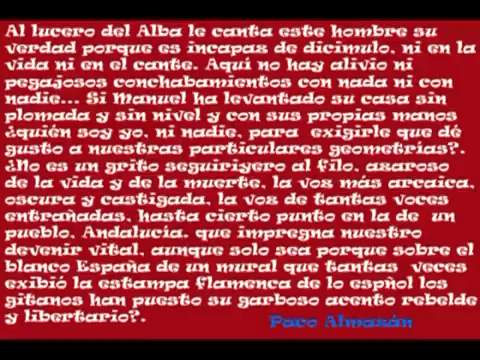 Al lucero del Alba le canta este hombre su
verdad porque es incapaz de dicimulo, ni en la
vida ni en el cante. Aquí no hay alivio ni
pegajosos conchabamientos con nada ni con
nadie... Si Manuel ha levantado su casa sin
plomada y sin nivel y con sus propias manos
¿quién soy yo, ni nadie, para exigirle que dé
gusto a nuestras particulares geometrías?.
¿No es un grito seguiriyero al filo, azaroso
de la vida y de la muerte, la voz más arcaica,
oscura y castigada, la voz de tantas voces
entrañadas, hasta cierto punto en la de un
pueblo, Andalucía. que impregna nuestro
devenir vital, aunque solo sea porque sobre el
blanco España de un mural que tantas veces
exibió la estampa flamenca de lo español los
gitanos han puesto su garboso acento rebelde
y libertario?.
Paco Almazán